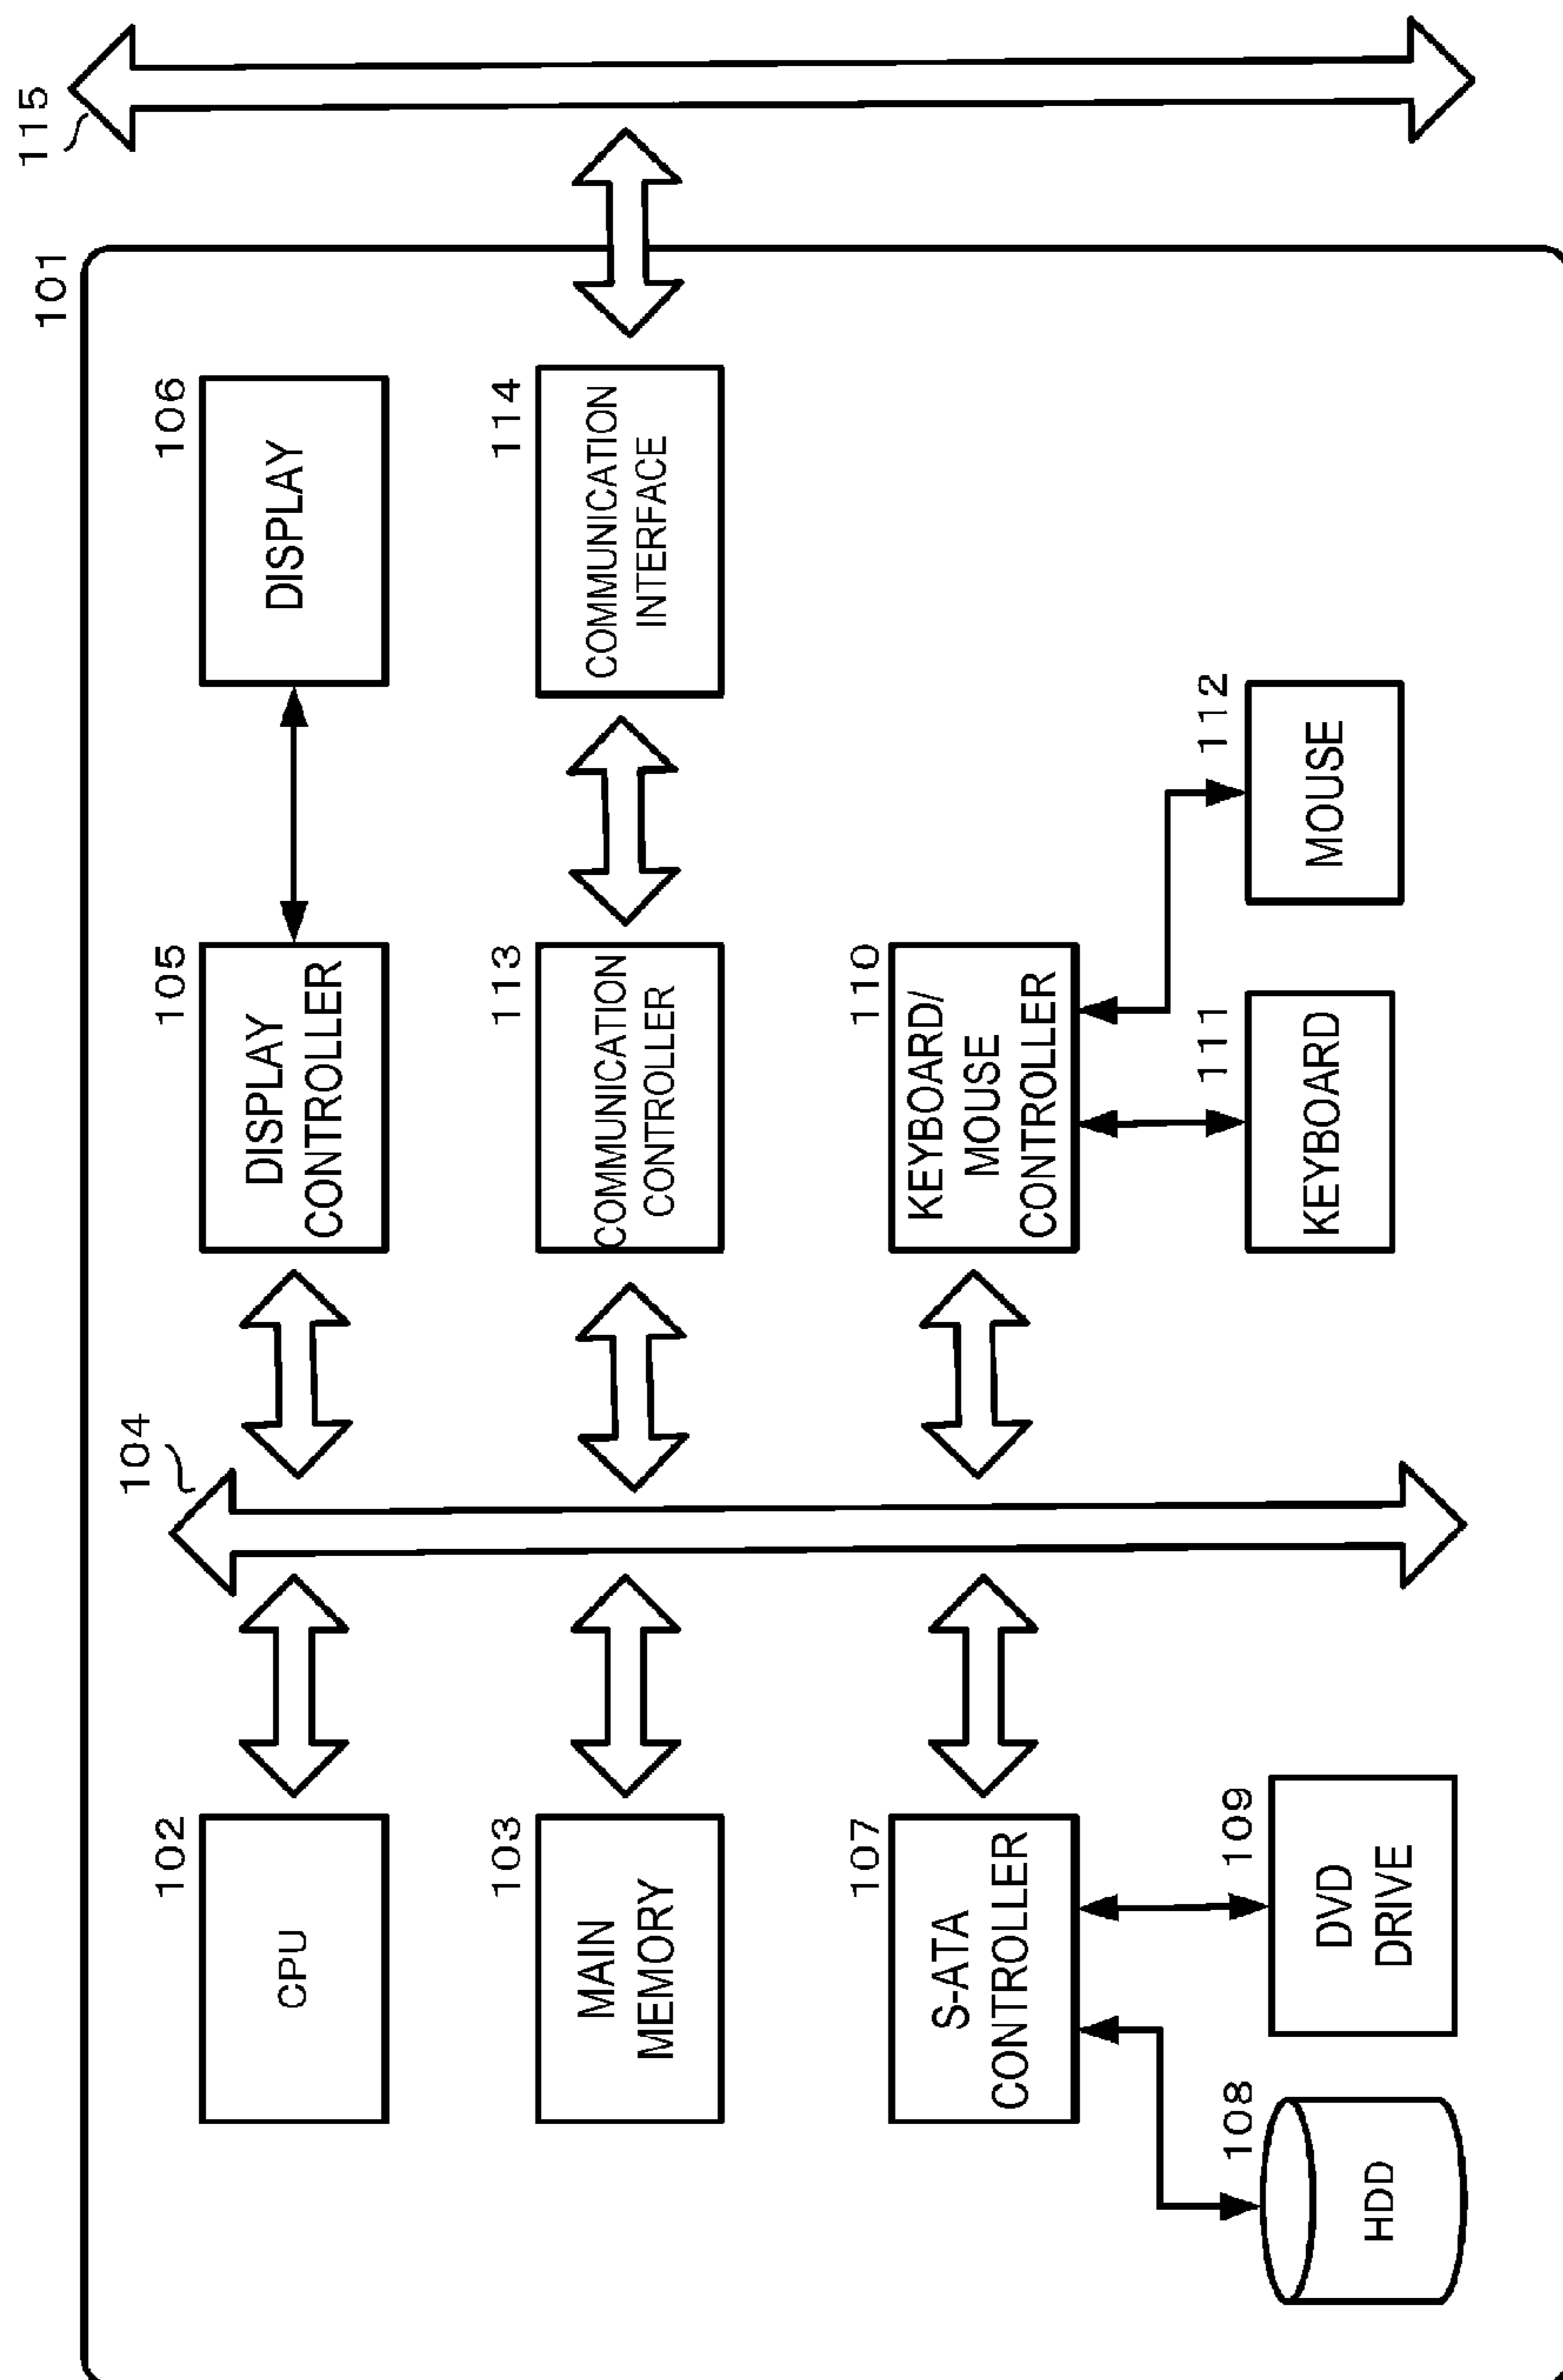 101
115
102
CPU
104
105
DISPLAY
CONTROLLER
106
DISPLAY
103
MAIN
MEMORY
113
COMMUNICATION
CONTROLLER
114
COMMUNICATION
INTERFACE
107
S-ATA
CONTROLLER
110
KEYBOARD/
MOUSE
CONTROLLER
108
HDD
109
DVD
DRIVE
111
KEYBOARD
112
MOUSE